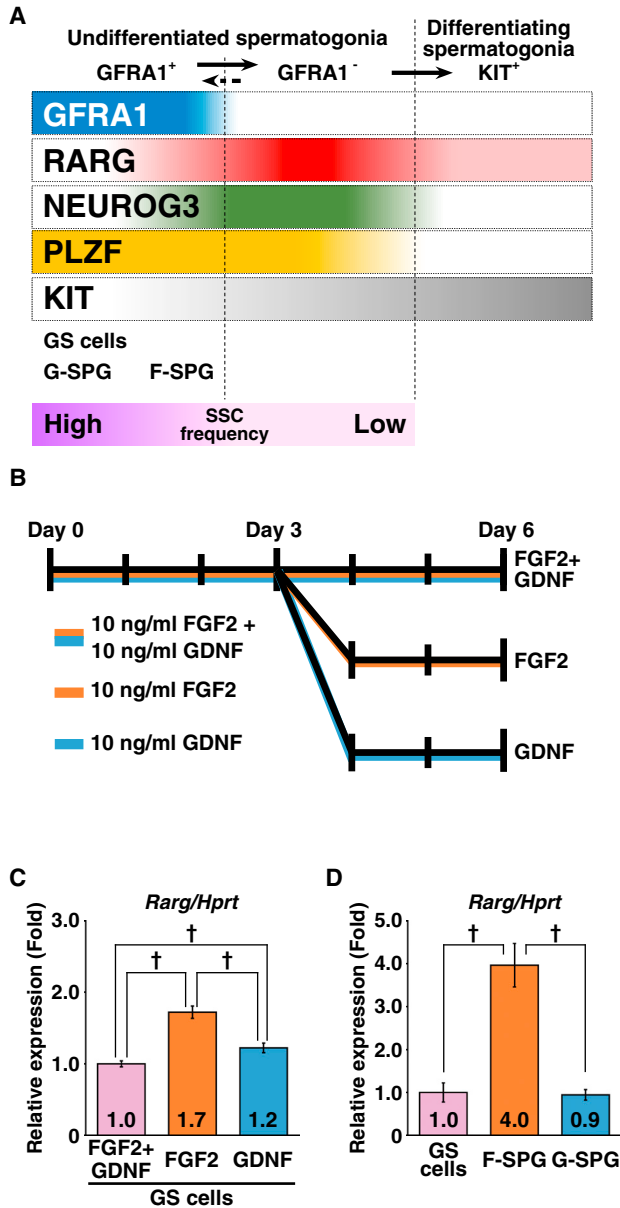 A
Undifferentiated spermatogonia
Differentiating
spermatogonia
GFRA1+
GFRA1-
KIT+
GFRA1
RARG
NEUROG3
PLZF
KIT
GS cells
G-SPG F-SPG
High
SSC
frequency
Low
B
Day 0 Day 3 Day 6
FGF2+
GDNF
10 ng/ml FGF2 +
10 ng/ml GDNF
FGF2
10 ng/ml FGF2
10 ng/ml GDNF
GDNF
C
Rarg/Hprt
Relative expression (Fold)
3.0
2.0
1.0
0
†
†
†
1.0
1.7
1.2
FGF2+
GDNF
FGF2
GDNF
GS cells
D
Rarg/Hprt
Relative expression (Fold)
5.0
4.0
3.0
2.0
1.0
0
†
†
1.0
4.0
0.9
GS
cells
F-SPG
G-SPG